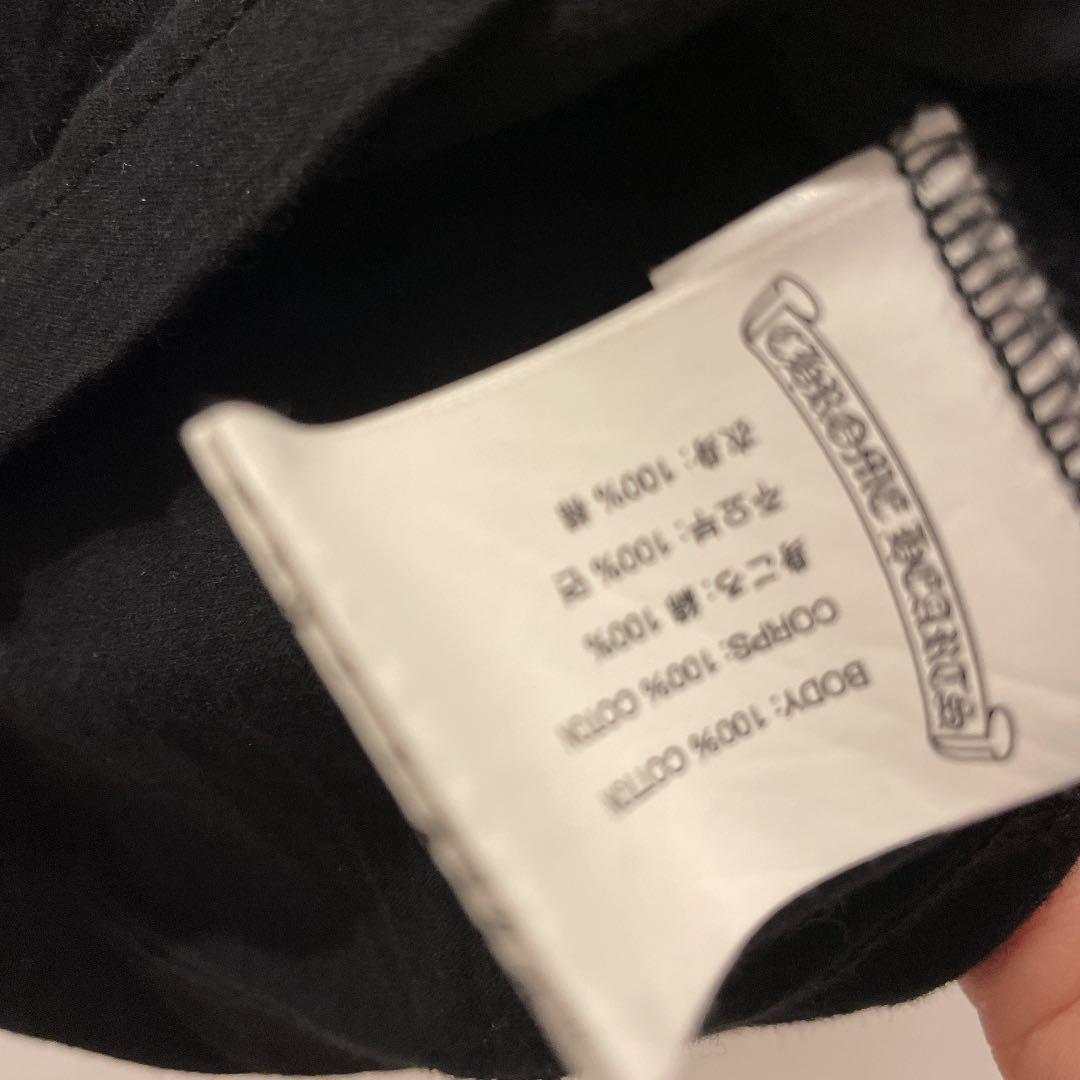 CHROME HEARTS
BODY: 100% COTTON
CORPS: 100% COTON
身ごろ: 綿 100%
주요부: 100% 면
衣身: 100% 棉